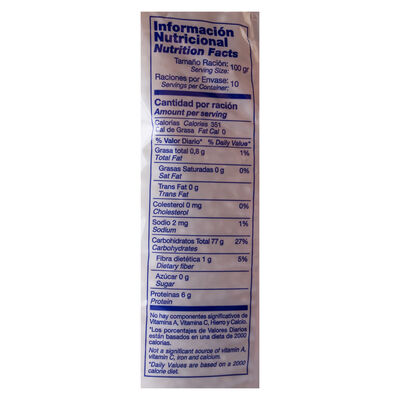 Información
Nutricional
Nutrition Facts
Tamaño Ración: 100 gr
Serving Size:
Raciones por Envase: 10
Servings per Container:
Cantidad por ración
Amount per serving
Calorías Calories 351
Cal de Grasa Fat Cal 0
% Valor Diario* % Daily Value*
Grasa total 0,8 g 1%
Total Fat
Grasas Saturadas 0 g 0%
Sat Fat
Trans Fat 0 g
Trans Fat
Colesterol 0 mg 0%
Cholesterol
Sodio 2 mg 1%
Sodium
Carbohidratos Total 77 g 27%
Carbohydrates
Fibra dietética 1 g 5%
Dietary fiber
Azúcar 0 g
Sugar
Proteínas 6 g
Protein
No hay componentes significativos de
Vitamina A, Vitamina C, Hierro y Calcio.
*Los porcentajes de Valores Diarios
están basados en una dieta de 2000
calorías.
Not a significant source of vitamin A,
vitamin C, iron and calcium.
*Daily Values are based on a 2000
calorie diet.